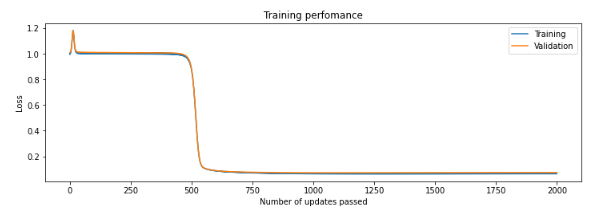 Training perfomance
1.2
1.0
0.8
0.6
0.4
0.2
Loss
Training
Validation
0 250 500 750 1000 1250 1500 1750 2000
Number of updates passed